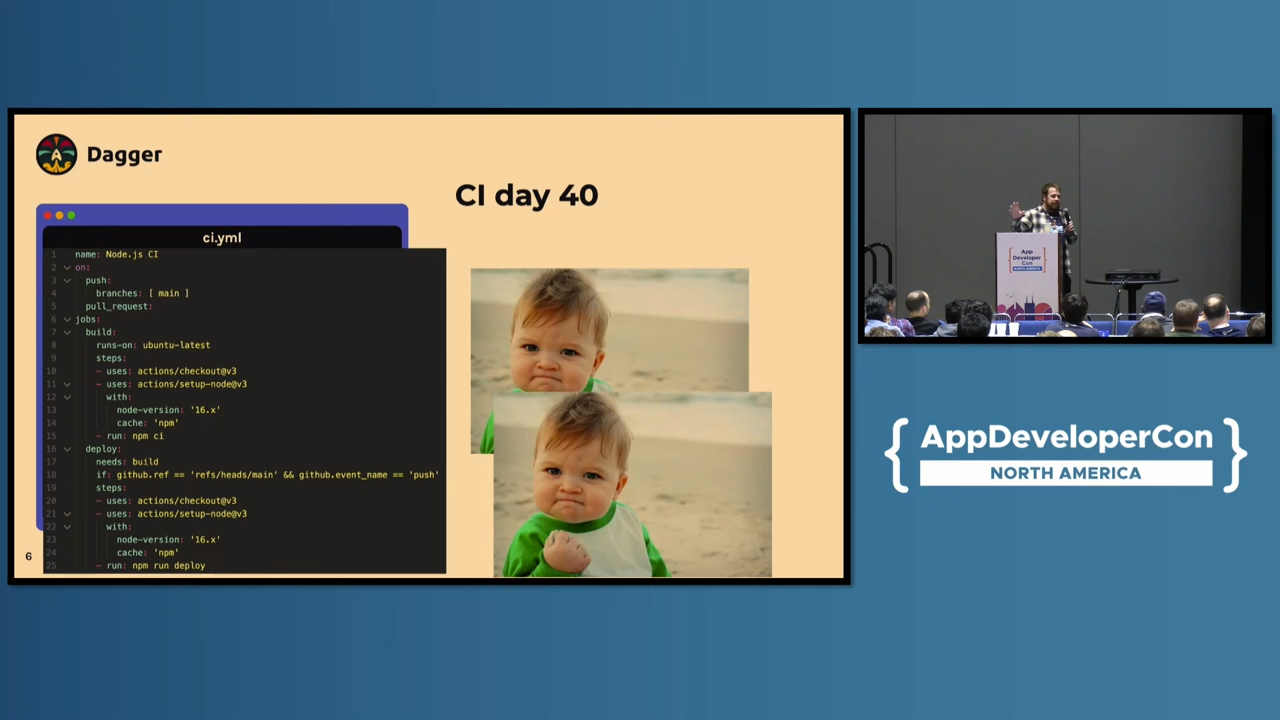 Dagger
CI day 40
ci.yml
1 name: Node.js CI
2 on:
3 push:
4 branches: [ main ]
5 pull_request:
6 jobs:
7 build:
8 runs-on: ubuntu-latest
9 steps:
10 - uses: actions/checkout@v3
11 - uses: actions/setup-node@v3
12 with:
13 node-version: '16.x'
14 cache: 'npm'
15 - run: npm ci
16 deploy:
17 needs: build
18 if: github.ref == 'refs/heads/main' && github.event_name == 'push'
19 steps:
20 - uses: actions/checkout@v3
21 - uses: actions/setup-node@v3
22 with:
23 node-version: '16.x'
24 cache: 'npm'
25 - run: npm run deploy
6
App
Developer
Con
NORTH AMERICA
{ AppDeveloperCon }
NORTH AMERICA